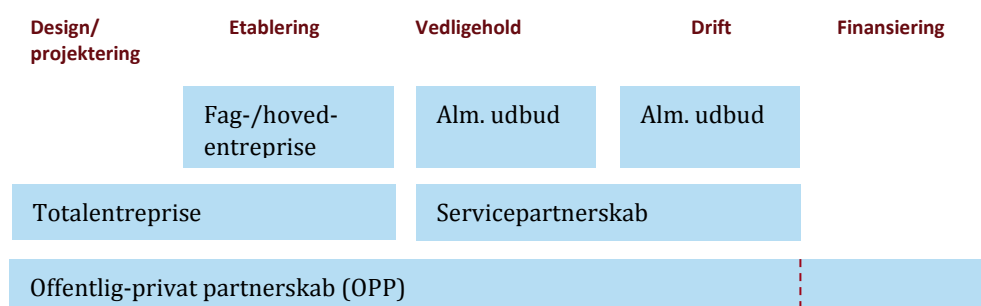 Design/
projektering
Etablering
Vedligehold
Drift
Finansiering
Fag-/hoved-
entreprise
Alm. udbud
Alm. udbud
Totalentreprise
Servicepartnerskab
Offentlig-privat partnerskab (OPP)